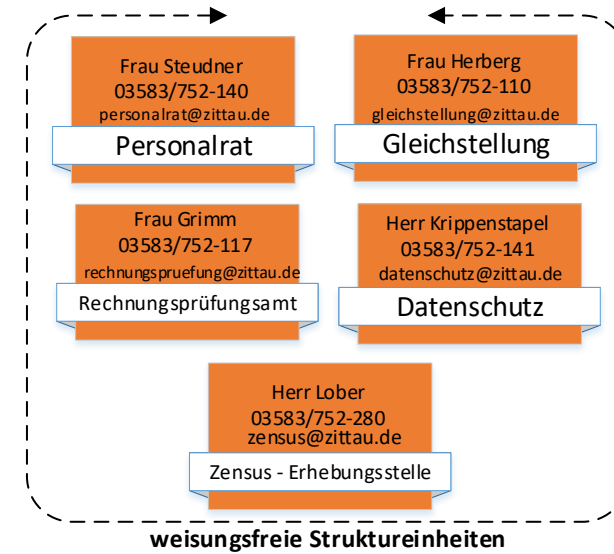 Frau Steudner
03583/752-140
personalrat@zittau.de
Personalrat
Frau Herberg
03583/752-110
gleichstellung@zittau.de
Gleichstellung
Frau Grimm
03583/752-117
rechnungspruefung@zittau.de
Rechnungsprüfungsamt
Herr Krippenstapel
03583/752-141
datenschutz@zittau.de
Datenschutz
Herr Lober
03583/752-280
zensus@zittau.de
Zensus - Erhebungsstelle
weisungsfreie Struktureinheiten